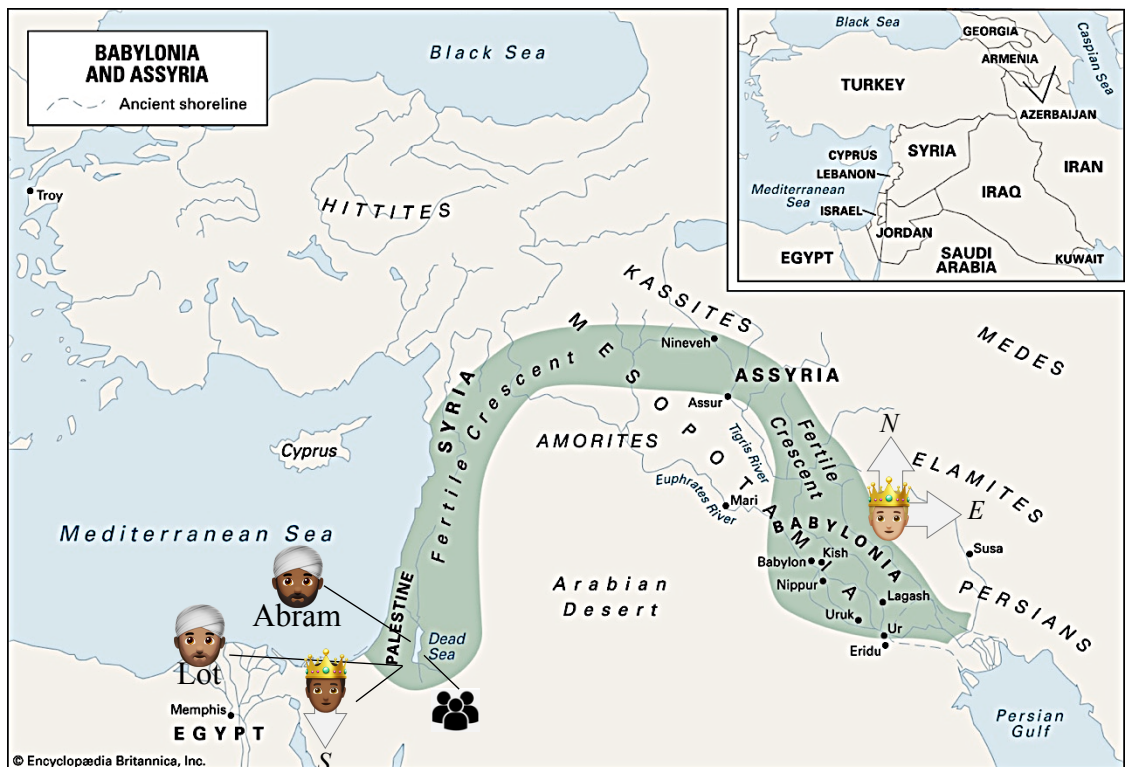 BABYLONIA
AND ASSYRIA
Ancient shoreline
Black Sea
Troy
HITTITES
Cyprus
Mediterranean Sea
KASSITES
MEDES
MESOPOTAMIA
Nineveh
ASSYRIA
Assur
SYRIA
Fertile Crescent
AMORITES
Tigris River
Euphrates River
Mari
Fertile
Crescent
N
E
ELAMITES
BABYLONIA
Babylon
Kish
Nippur
Susa
Lagash
PERSIANS
Uruk
Ur
Eridu
Arabian
Desert
Persian
Gulf
Abram
Lot
PALESTINE
Dead
Sea
Memphis
EGYPT
S
© Encyclopædia Britannica, Inc.
Black Sea
Caspian Sea
GEORGIA
ARMENIA
TURKEY
AZERBAIJAN
CYPRUS
SYRIA
LEBANON
IRAN
Mediterranean
Sea
IRAQ
ISRAEL
JORDAN
EGYPT
SAUDI
ARABIA
KUWAIT